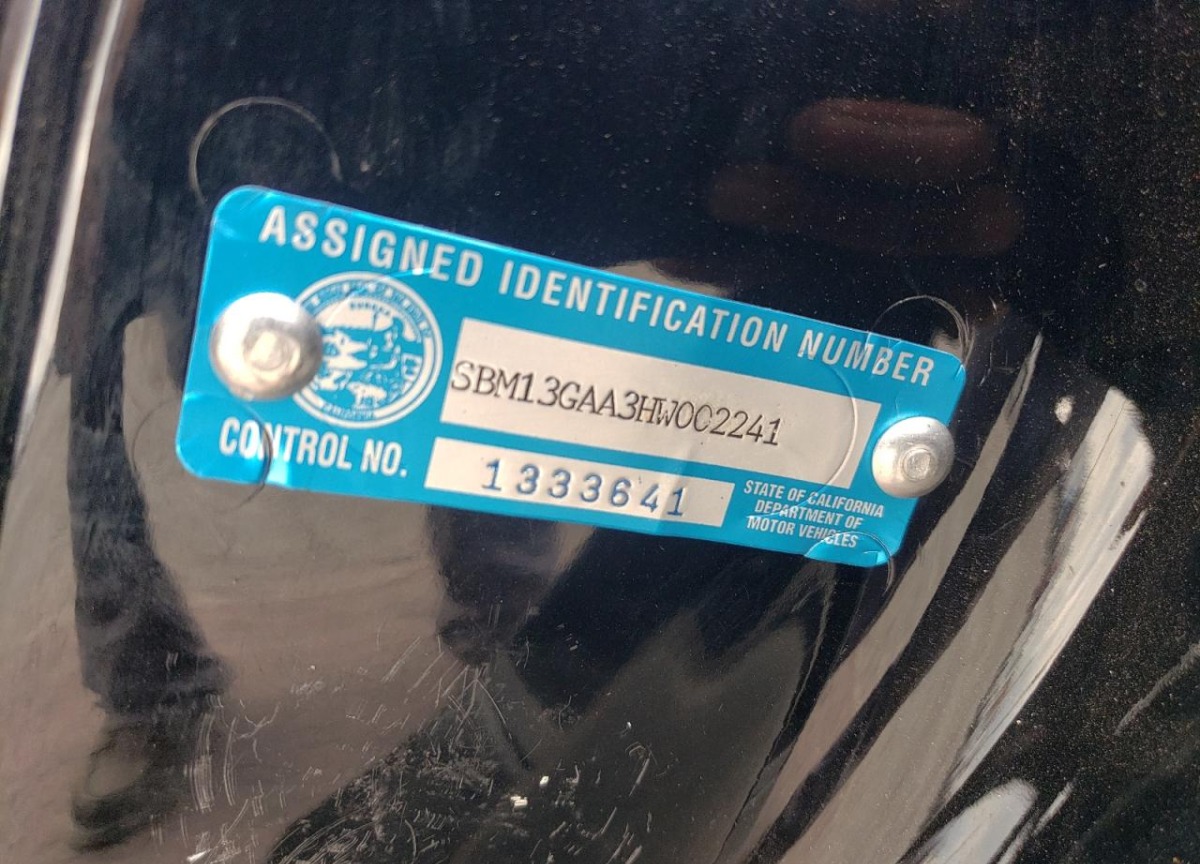 ASSIGNED IDENTIFICATION NUMBER
SBM13GAA3HW002241
CONTROL NO.
1333641
STATE OF CALIFORNIA
DEPARTMENT OF
MOTOR VEHICLES